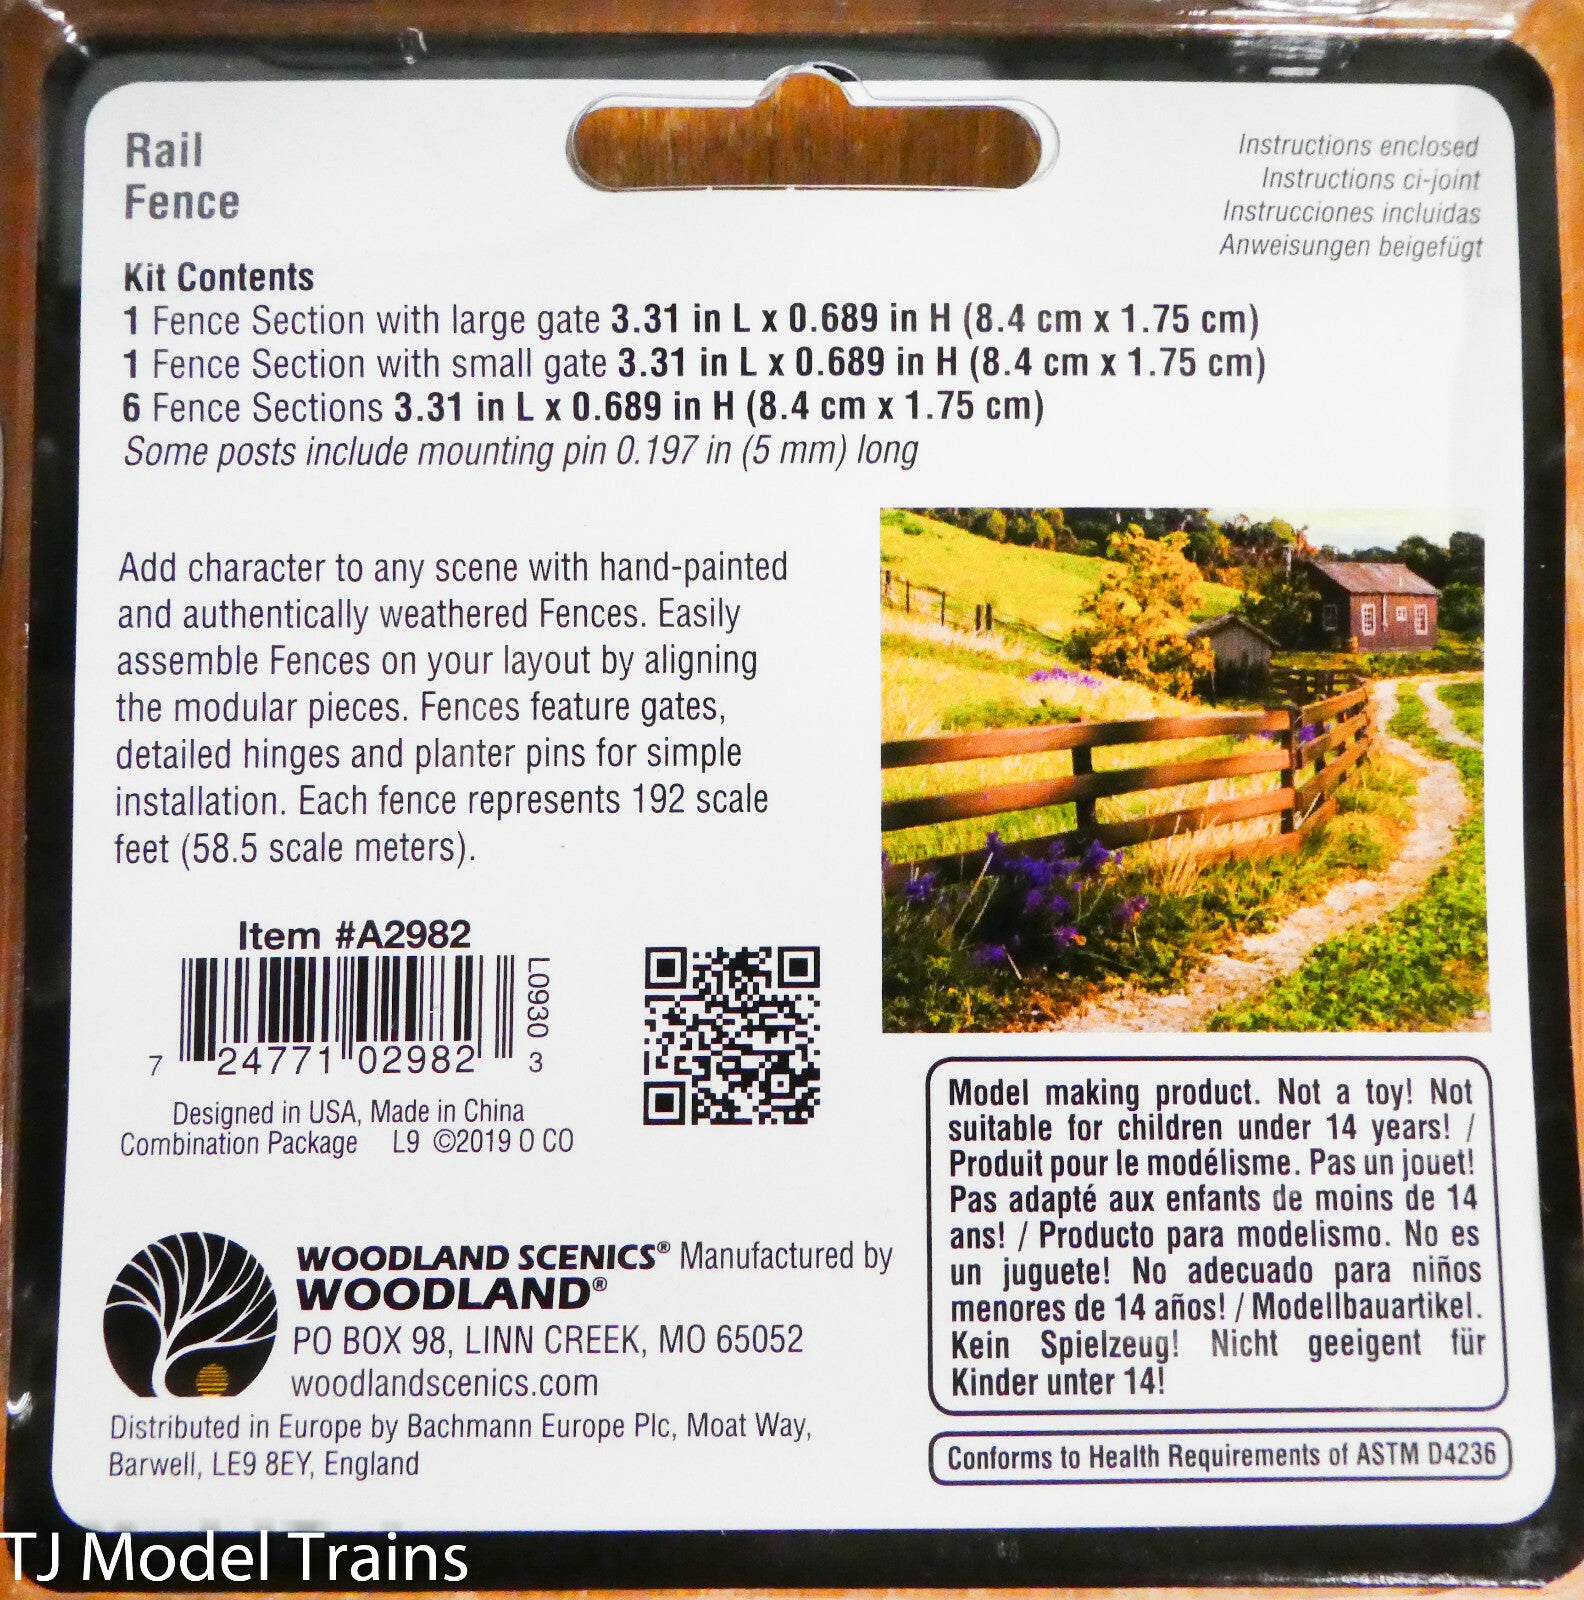 Rail
Fence
Instructions enclosed
Instructions ci-joint
Instrucciones incluidas
Anweisungen beigefügt
Kit Contents
1 Fence Section with large gate 3.31 in L x 0.689 in H (8.4 cm x 1.75 cm)
1 Fence Section with small gate 3.31 in L x 0.689 in H (8.4 cm x 1.75 cm)
6 Fence Sections 3.31 in L x 0.689 in H (8.4 cm x 1.75 cm)
Some posts include mounting pin 0.197 in (5 mm) long
Add character to any scene with hand-painted
and authentically weathered Fences. Easily
assemble Fences on your layout by aligning
the modular pieces. Fences feature gates,
detailed hinges and planter pins for simple
installation. Each fence represents 192 scale
feet (58.5 scale meters).
Item #A2982
L0930
7 24771 02982 3
Designed in USA, Made in China
Combination Package L9 ©2019 O CO
WOODLAND SCENICS® Manufactured by
WOODLAND®
PO BOX 98, LINN CREEK, MO 65052
woodlandscenics.com
Distributed in Europe by Bachmann Europe Plc, Moat Way,
Barwell, LE9 8EY, England
Model making product. Not a toy! Not
suitable for children under 14 years! /
Produit pour le modélisme. Pas un jouet!
Pas adapté aux enfants de moins de 14
ans! / Producto para modelismo. No es
un juguete! No adecuado para niños
menores de 14 años! / Modellbauartikel.
Kein Spielzeug! Nicht geeigent für
Kinder unter 14!
Conforms to Health Requirements of ASTM D4236
TJ Model Trains